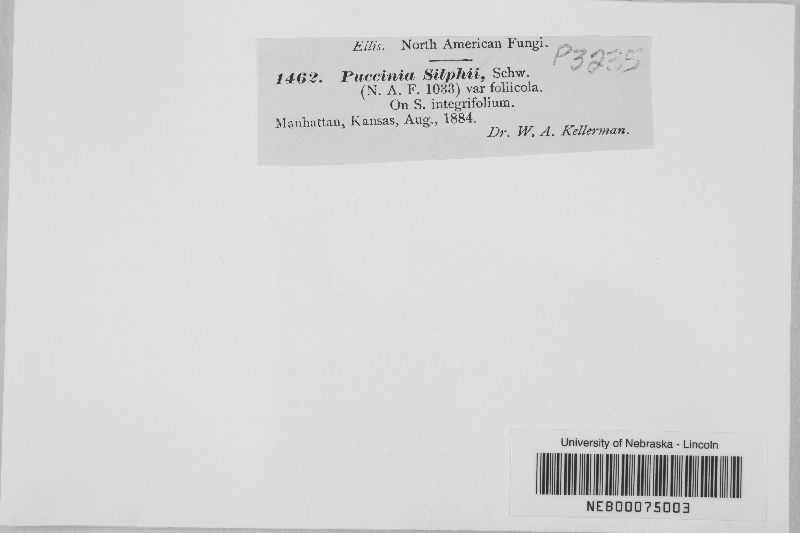 Ellis. North American Fungi.
P3235
1462. Puccinia Silphii, Schw.
(N. A. F. 1033) var foliicola.
On S. integrifolium.
Manhattan, Kansas, Aug., 1884.
Dr. W. A. Kellerman.
University of Nebraska - Lincoln
NEB00075003